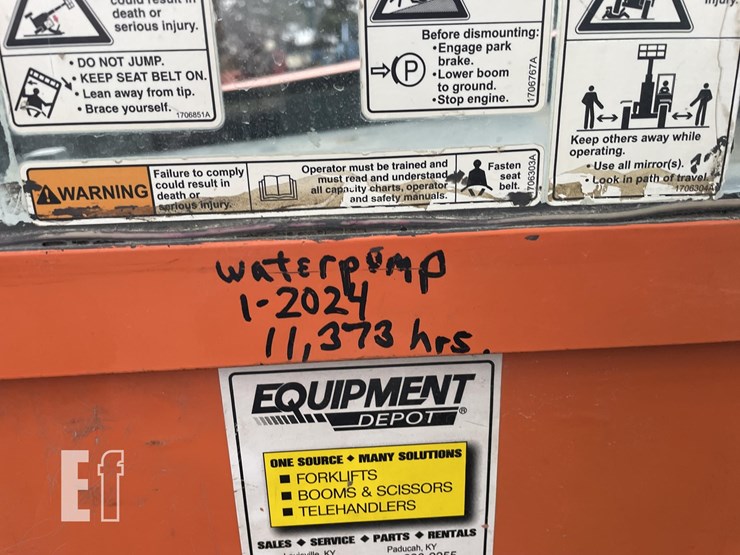 death or
serious injury.
• DO NOT JUMP.
• KEEP SEAT BELT ON.
• Lean away from tip.
• Brace yourself.
1706851A
Before dismounting:
• Engage park
brake.
• Lower boom
to ground.
• Stop engine.
P
1706767A
Keep others away while
operating.
• Use all mirror(s).
• Look in path of travel.
1706304A
WARNING
Failure to comply
could result in
death or
serious injury.
Operator must be trained and
must read and understand
all capacity charts, operator
and safety manuals.
Fasten
seat
belt.
1706303A
waterpump
1-2024
11,373 hrs.
EQUIPMENT
DEPOT®
ONE SOURCE ◆ MANY SOLUTIONS
■ FORKLIFTS
■ BOOMS & SCISSORS
■ TELEHANDLERS
SALES ◆ SERVICE ◆ PARTS ◆ RENTALS
Louisville, KY
Paducah, KY
Ef